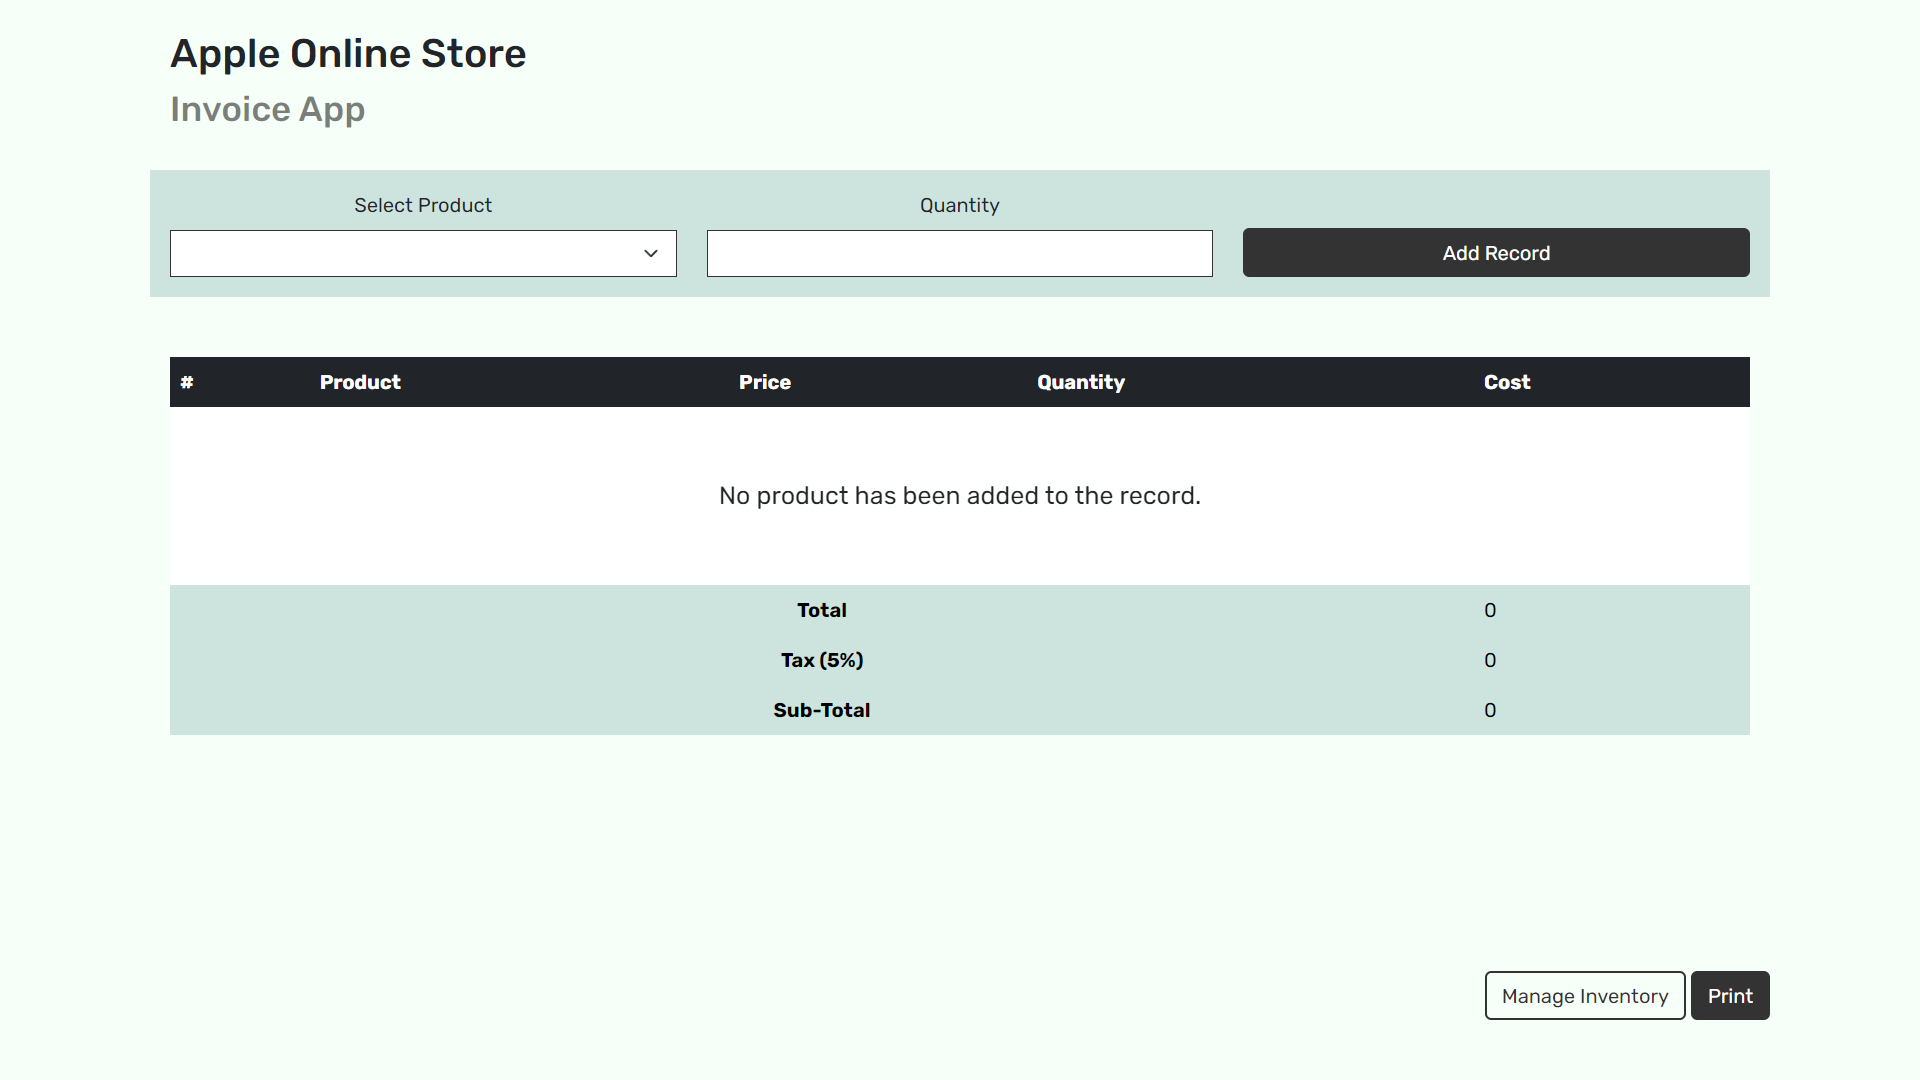 Apple Online Store
Invoice App
Select Product
Quantity
Add Record
# Product Price Quantity Cost
No product has been added to the record.
Total 0
Tax (5%) 0
Sub-Total 0
Manage Inventory
Print